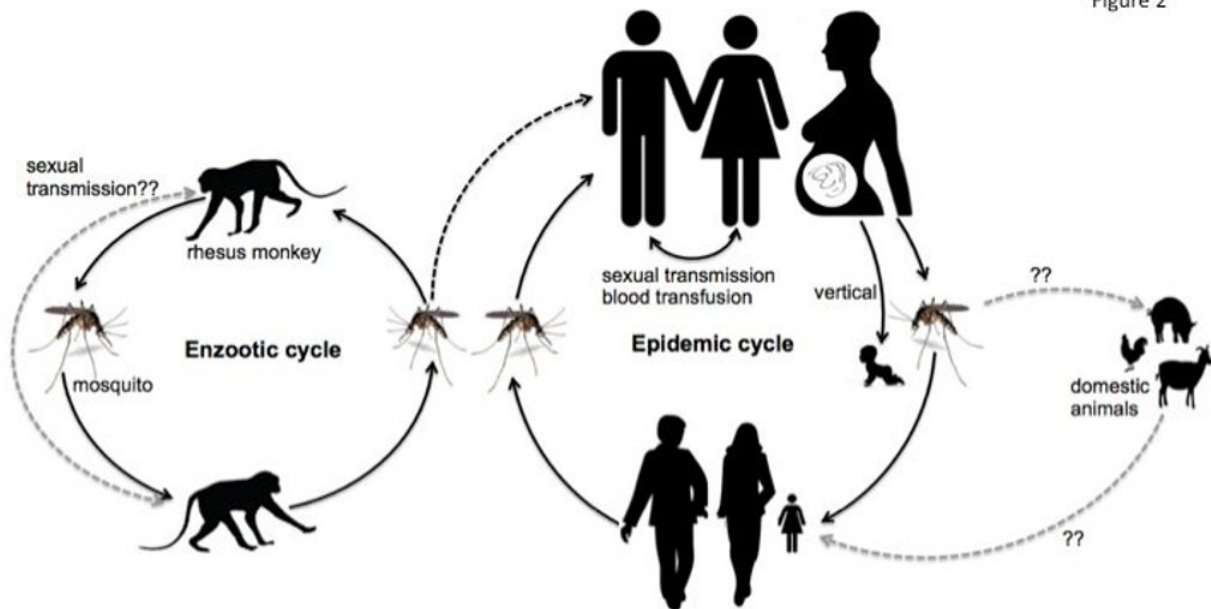 Figure 2
sexual
transmission??
rhesus monkey
mosquito
Enzootic cycle
sexual transmission
blood transfusion
Epidemic cycle
vertical
??
domestic
animals
??